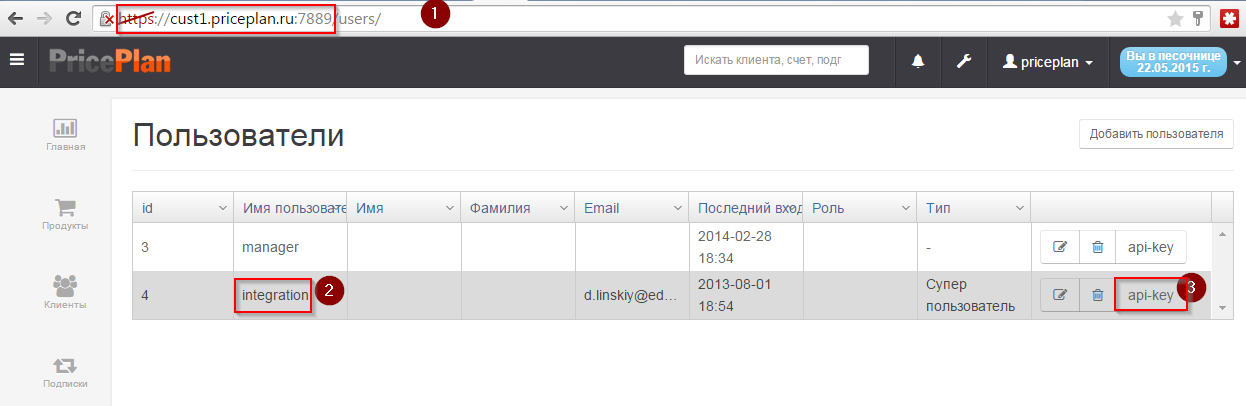 https://cust1.priceplan.ru:7889/users/
1
PricePlan
Искать клиента, счет, подг
priceplan
Вы в песочнице
22.05.2015 г.
Главная
Продукты
Клиенты
Подписки
Пользователи
Добавить пользователя
id
Имя пользовате
Имя
Фамилия
Email
Последний вход
Роль
Тип
3
manager
2014-02-28
18:34
-
api-key
4
integration
2
d.linskiy@ed...
2013-08-01
18:54
Супер
пользователь
api-key
3